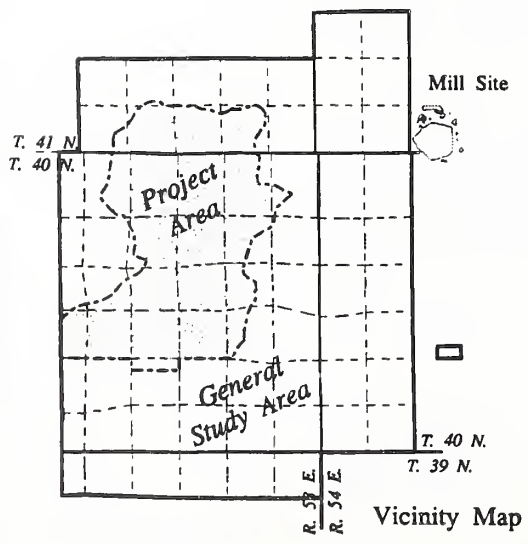 Mill Site
T. 41 N.
T. 40 N.
Project
Area
General
Study Area
T. 40 N.
T. 39 N.
R. 53 E.
R. 54 E.
Vicinity Map